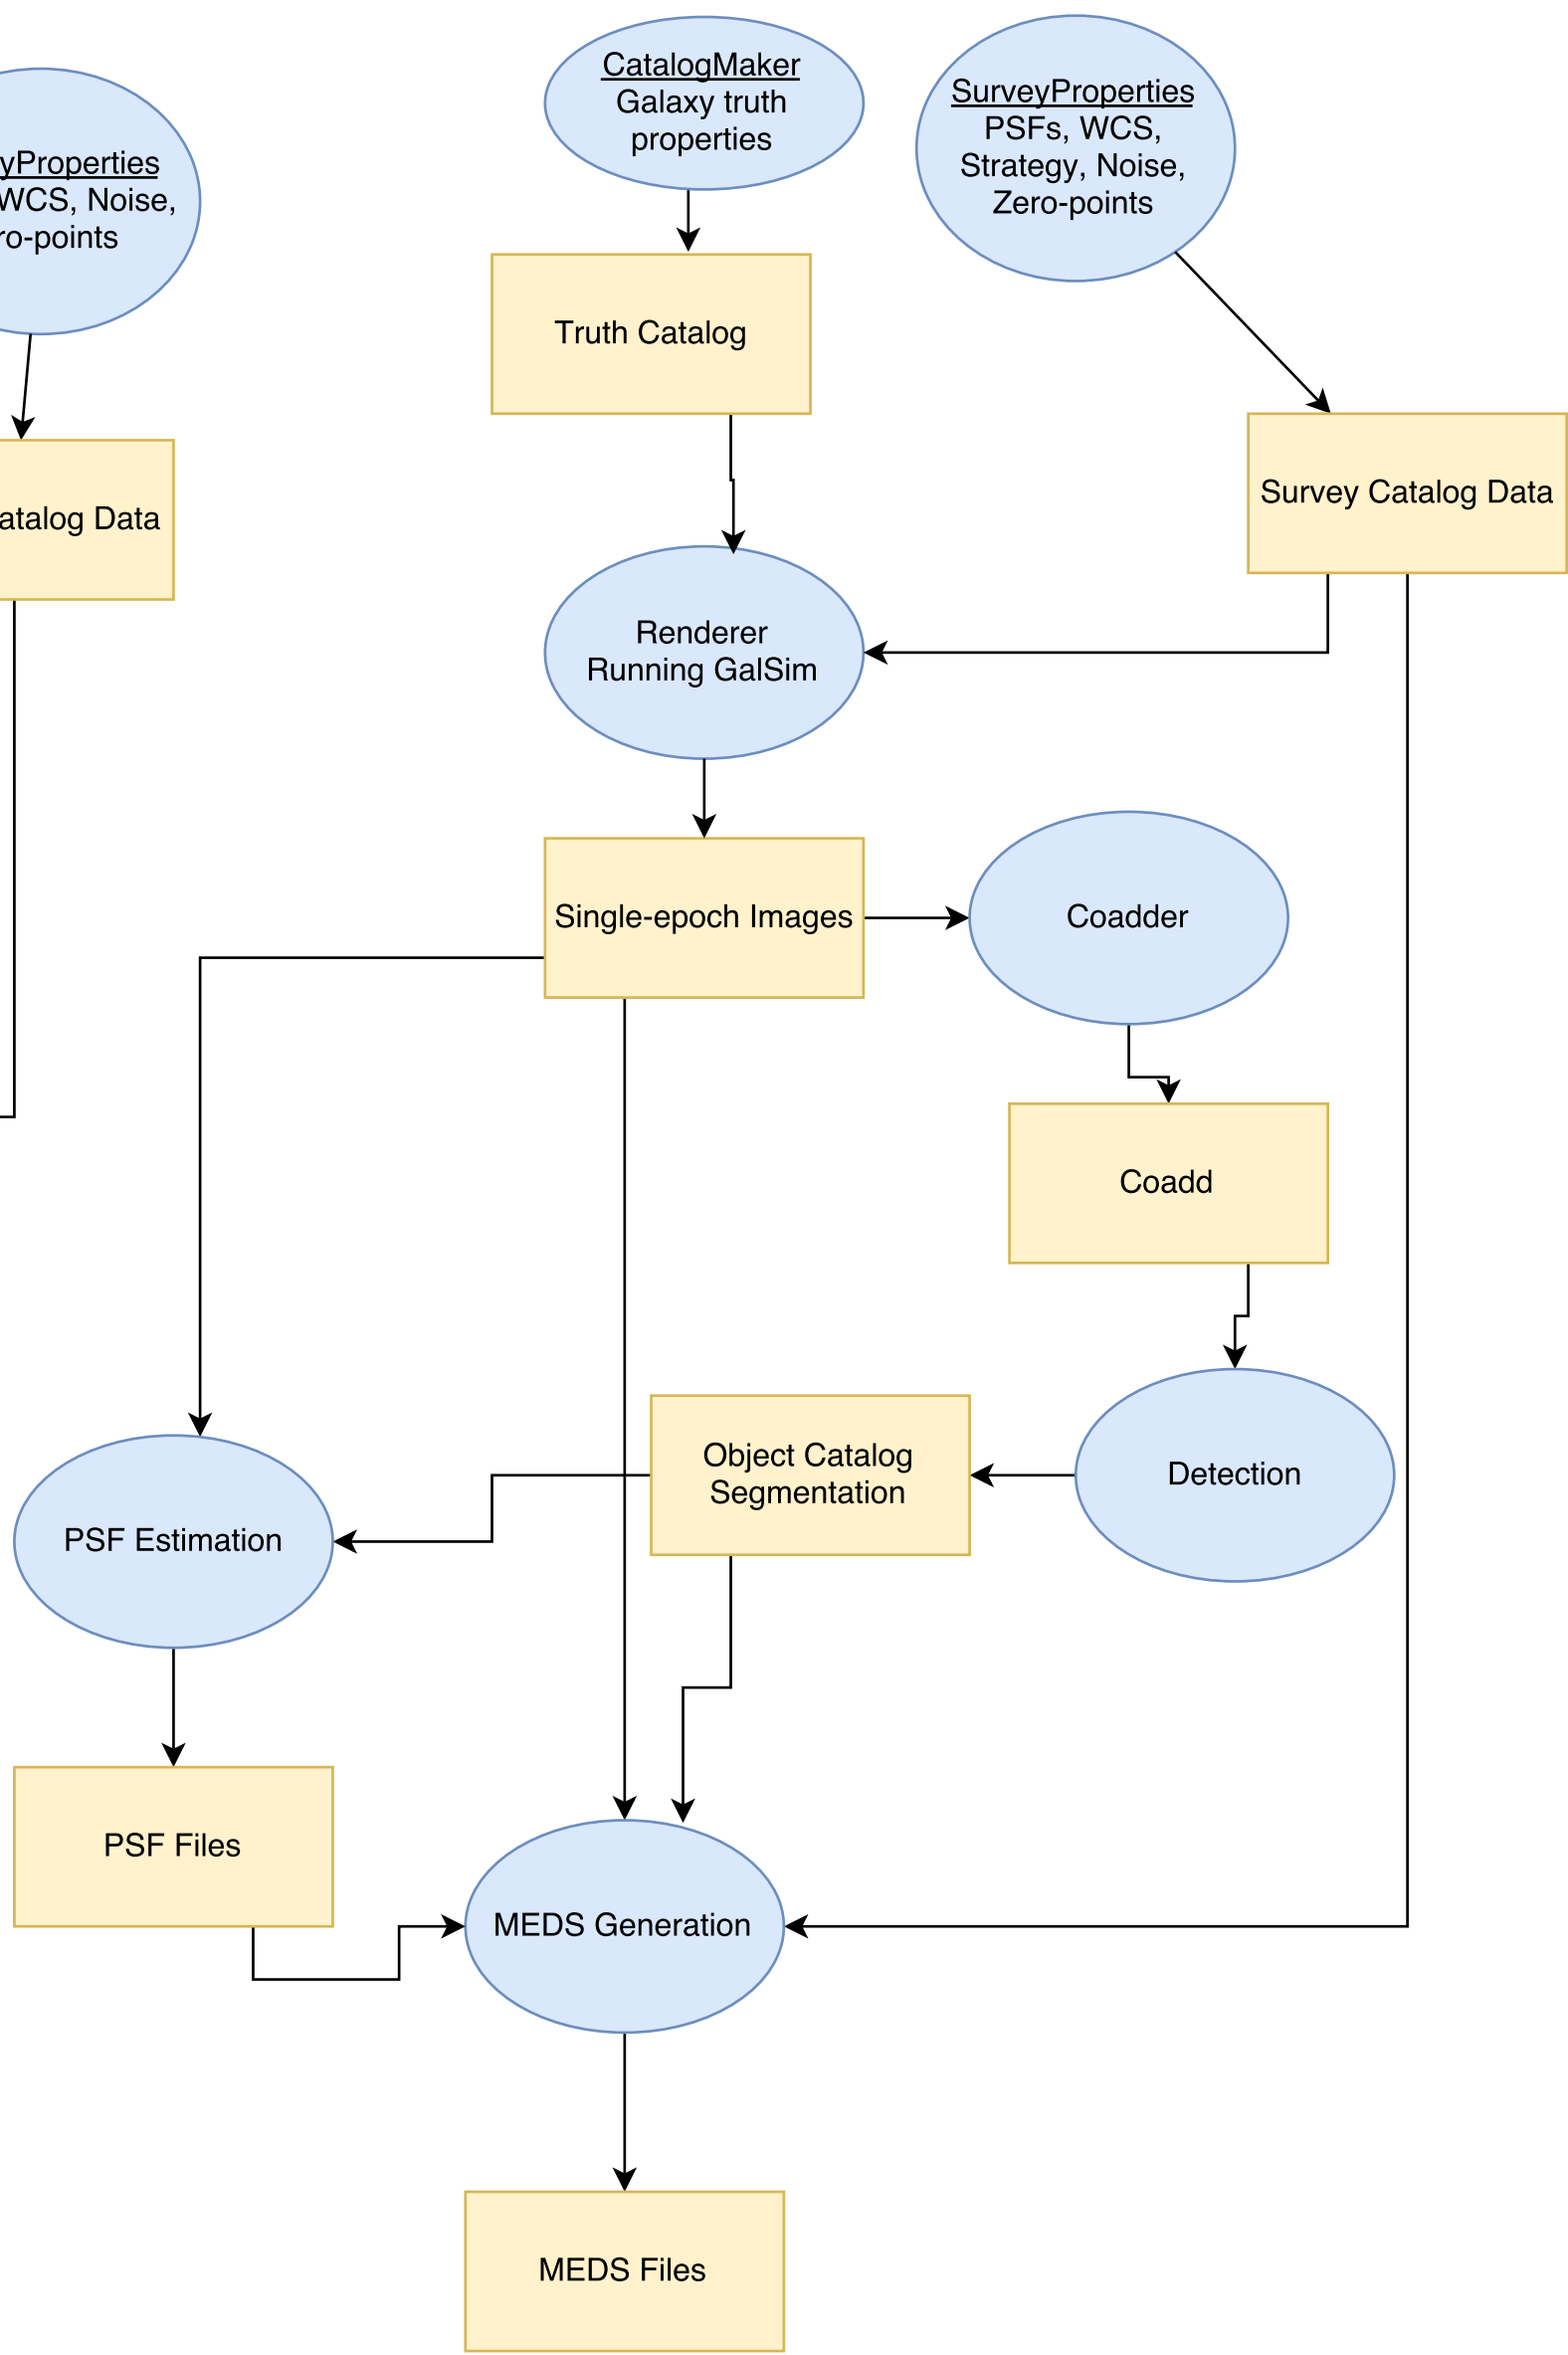 CatalogMaker
Galaxy truth
properties
SurveyProperties
PSFs, WCS,
Strategy, Noise,
Zero-points
yProperties
WCS, Noise,
ro-points
Truth Catalog
Survey Catalog Data
atalog Data
Renderer
Running GalSim
Single-epoch Images
Coadder
Coadd
Object Catalog
Segmentation
Detection
PSF Estimation
PSF Files
MEDS Generation
MEDS Files